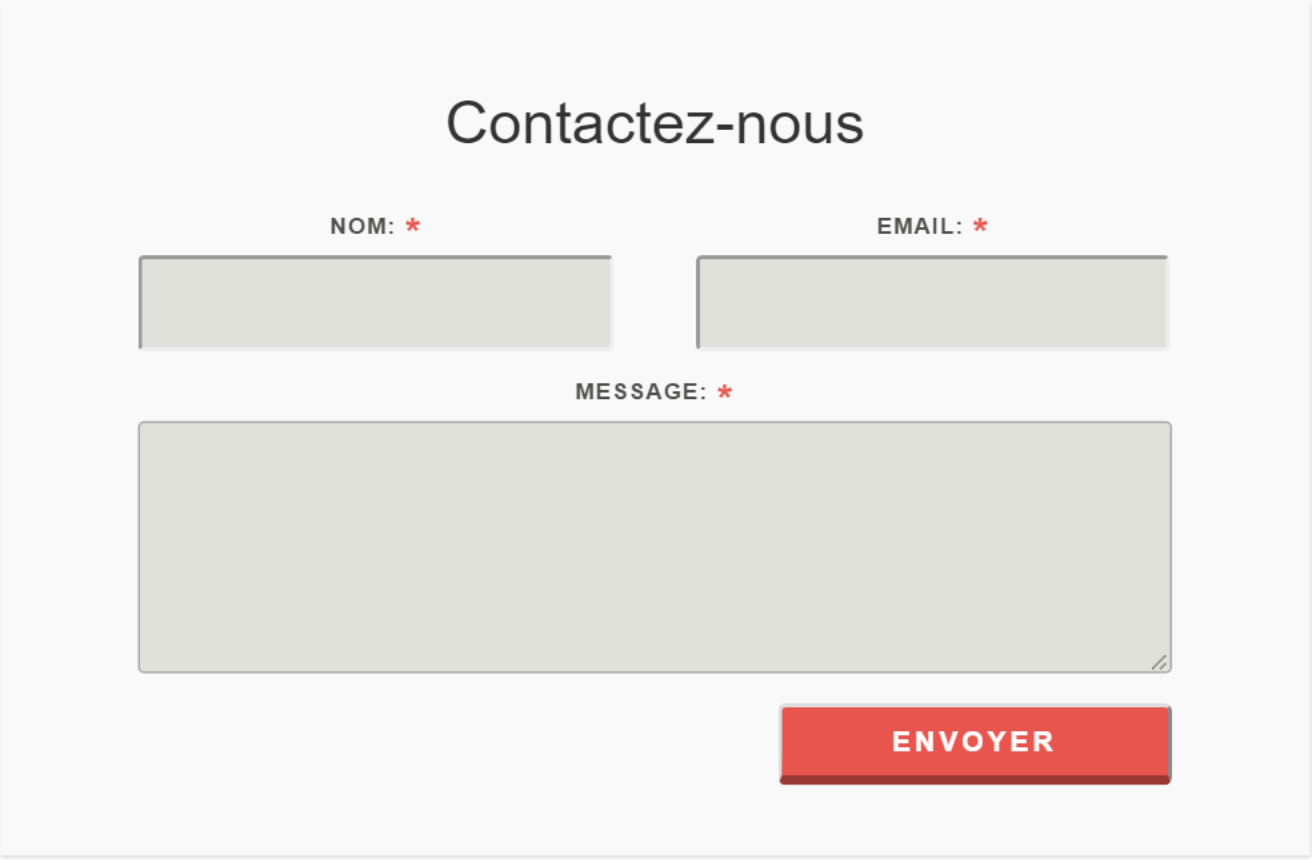 Contactez-nous
NOM: *
EMAIL: *
MESSAGE: *
ENVOYER